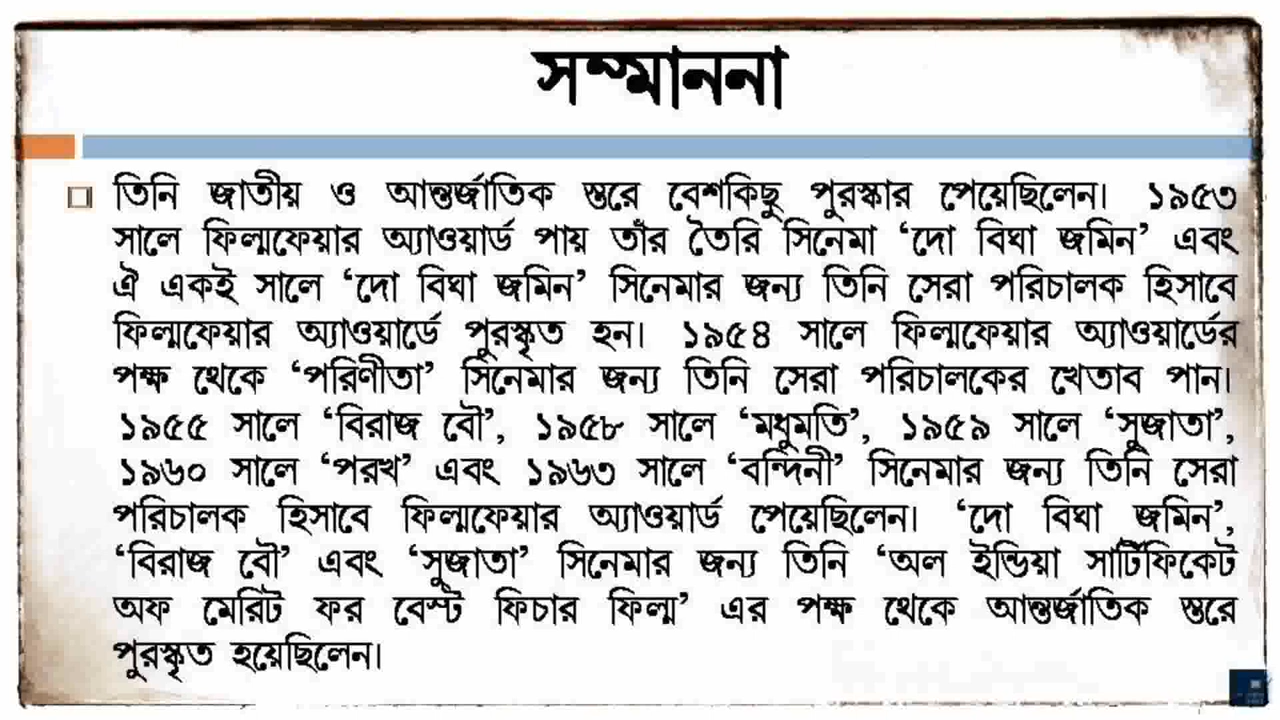 সম্মাননা
তিনি জাতীয় ও আন্তর্জাতিক স্তরে বেশকিছু পুরস্কার পেয়েছিলেন। ১৯৫৩
সালে ফিল্মফেয়ার অ্যাওয়ার্ড পায় তাঁর তৈরি সিনেমা ‘দো বিঘা জমিন’ এবং
ঐ একই সালে ‘দো বিঘা জমিন’ সিনেমার জন্য তিনি সেরা পরিচালক হিসাবে
ফিল্মফেয়ার অ্যাওয়ার্ডে পুরস্কৃত হন। ১৯৫৪ সালে ফিল্মফেয়ার অ্যাওয়ার্ডের
পক্ষ থেকে ‘পরিণীতা’ সিনেমার জন্য তিনি সেরা পরিচালকের খেতাব পান।
১৯৫৫ সালে ‘বিরাজ বৌ’, ১৯৫৮ সালে ‘মধুমতি’, ১৯৫৯ সালে ‘সুজাতা’,
১৯৬০ সালে ‘পরখ’ এবং ১৯৬৩ সালে ‘বন্দিনী’ সিনেমার জন্য তিনি সেরা
পরিচালক হিসাবে ফিল্মফেয়ার অ্যাওয়ার্ড পেয়েছিলেন। ‘দো বিঘা জমিন’,
‘বিরাজ বৌ’ এবং ‘সুজাতা’ সিনেমার জন্য তিনি ‘অল ইন্ডিয়া সার্টিফিকেট
অফ মেরিট ফর বেস্ট ফিচার ফিল্ম’ এর পক্ষ থেকে আন্তর্জাতিক স্তরে
পুরস্কৃত হয়েছিলেন।